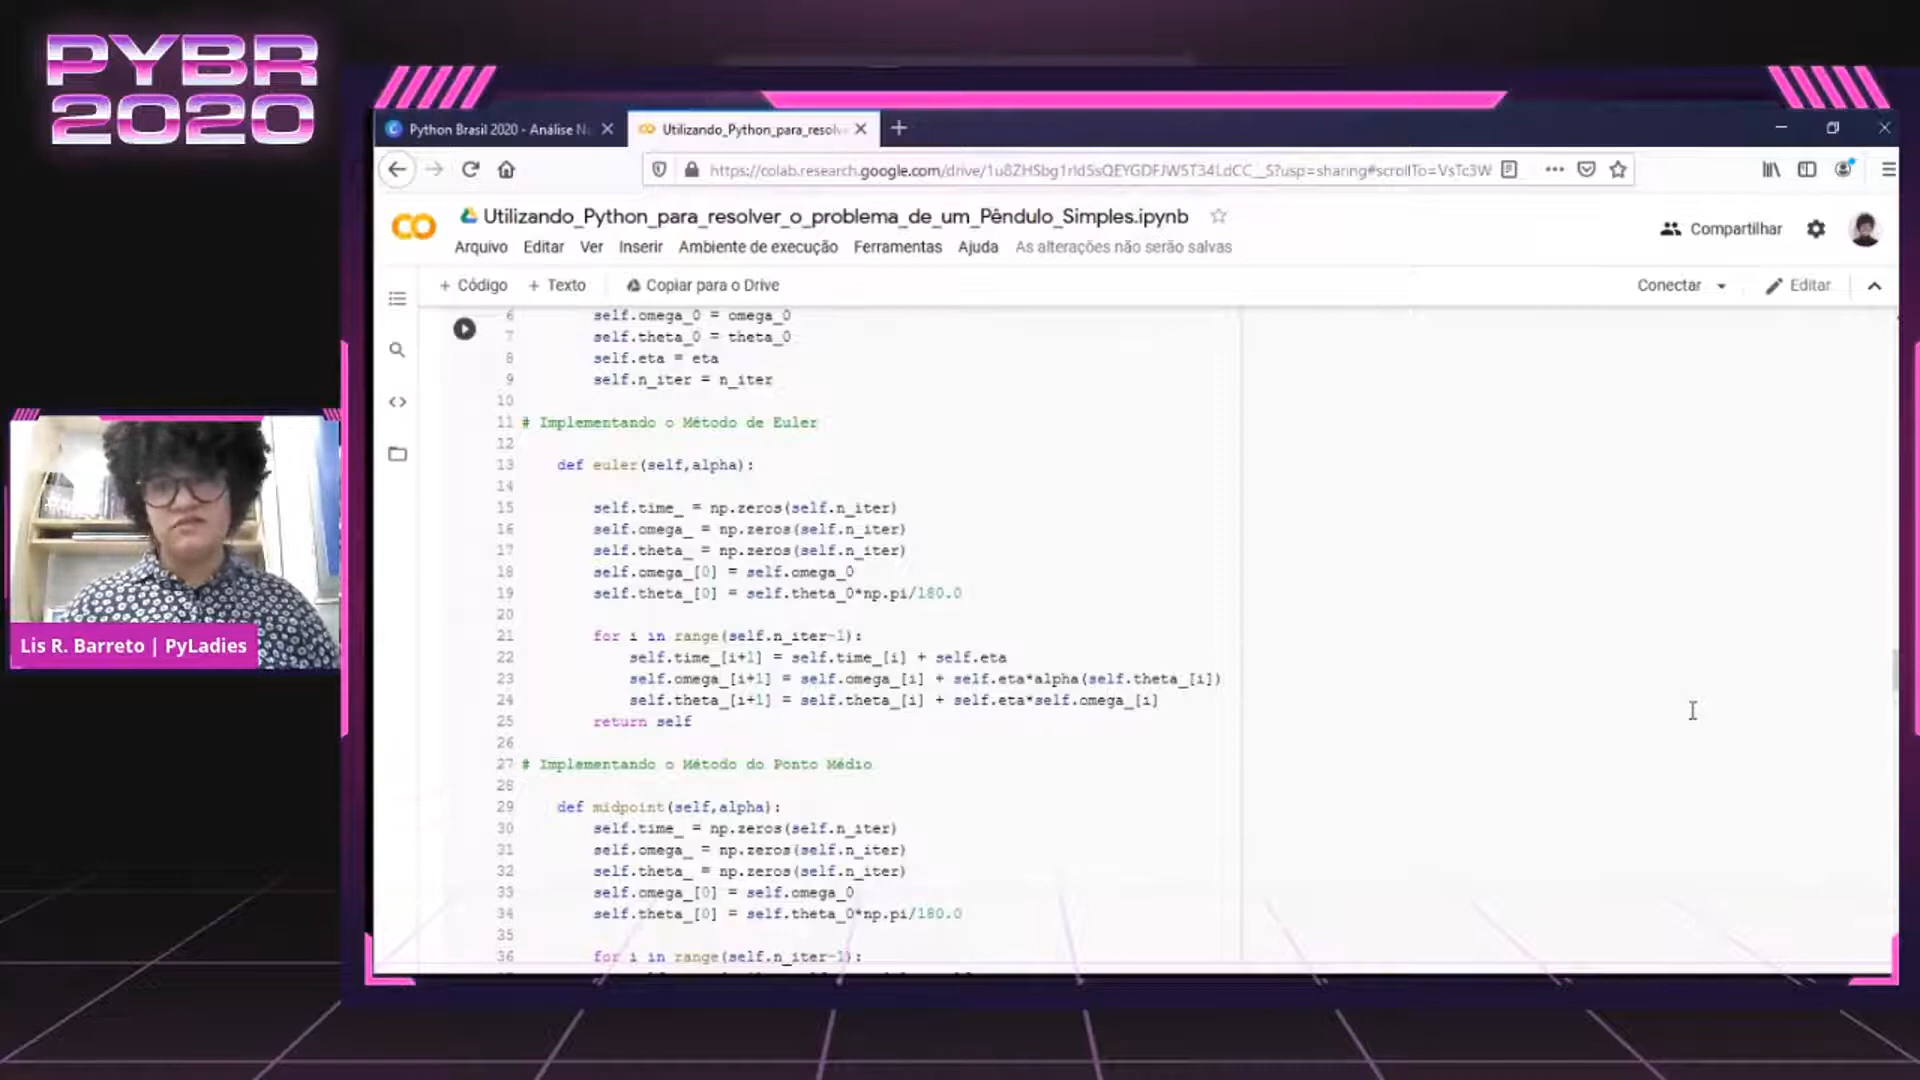 PYBR
2020
Python Brasil 2020 - Análise N
Utilizando_Python_para_resolv
https://colab.research.google.com/drive/1u8ZHSbg1rId5sQEYGDFJW5T34LdCC__S?usp=sharing#scrollTo=VsTc3W
CO
Utilizando_Python_para_resolver_o_problema_de_um_Pêndulo_Simples.ipynb
Compartilhar
Arquivo Editar Ver Inserir Ambiente de execução Ferramentas Ajuda As alterações não serão salvas
+ Código + Texto Copiar para o Drive Conectar Editar
6 self.omega_0 = omega_0
7 self.theta_0 = theta_0
8 self.eta = eta
9 self.n_iter = n_iter
10
11 # Implementando o Método de Euler
12
13 def euler(self,alpha):
14
15 self.time_ = np.zeros(self.n_iter)
16 self.omega_ = np.zeros(self.n_iter)
17 self.theta_ = np.zeros(self.n_iter)
18 self.omega_[0] = self.omega_0
19 self.theta_[0] = self.theta_0*np.pi/180.0
20
21 for i in range(self.n_iter-1):
22 self.time_[i+1] = self.time_[i] + self.eta
23 self.omega_[i+1] = self.omega_[i] + self.eta*alpha(self.theta_[i])
24 self.theta_[i+1] = self.theta_[i] + self.eta*self.omega_[i]
25 return self
26
27 # Implementando o Método do Ponto Médio
28
29 def midpoint(self,alpha):
30 self.time_ = np.zeros(self.n_iter)
31 self.omega_ = np.zeros(self.n_iter)
32 self.theta_ = np.zeros(self.n_iter)
33 self.omega_[0] = self.omega_0
34 self.theta_[0] = self.theta_0*np.pi/180.0
35
36 for i in range(self.n_iter-1):
Lis R. Barreto | PyLadies